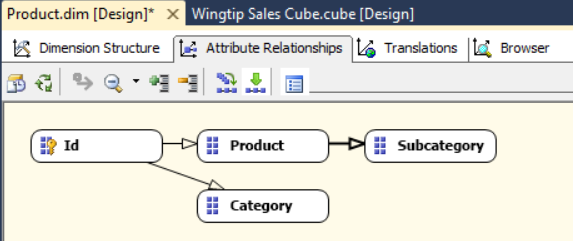 Product.dim [Design]* Wingtip Sales Cube.cube [Design]
Dimension Structure Attribute Relationships Translations Browser
Id Product Subcategory
Category